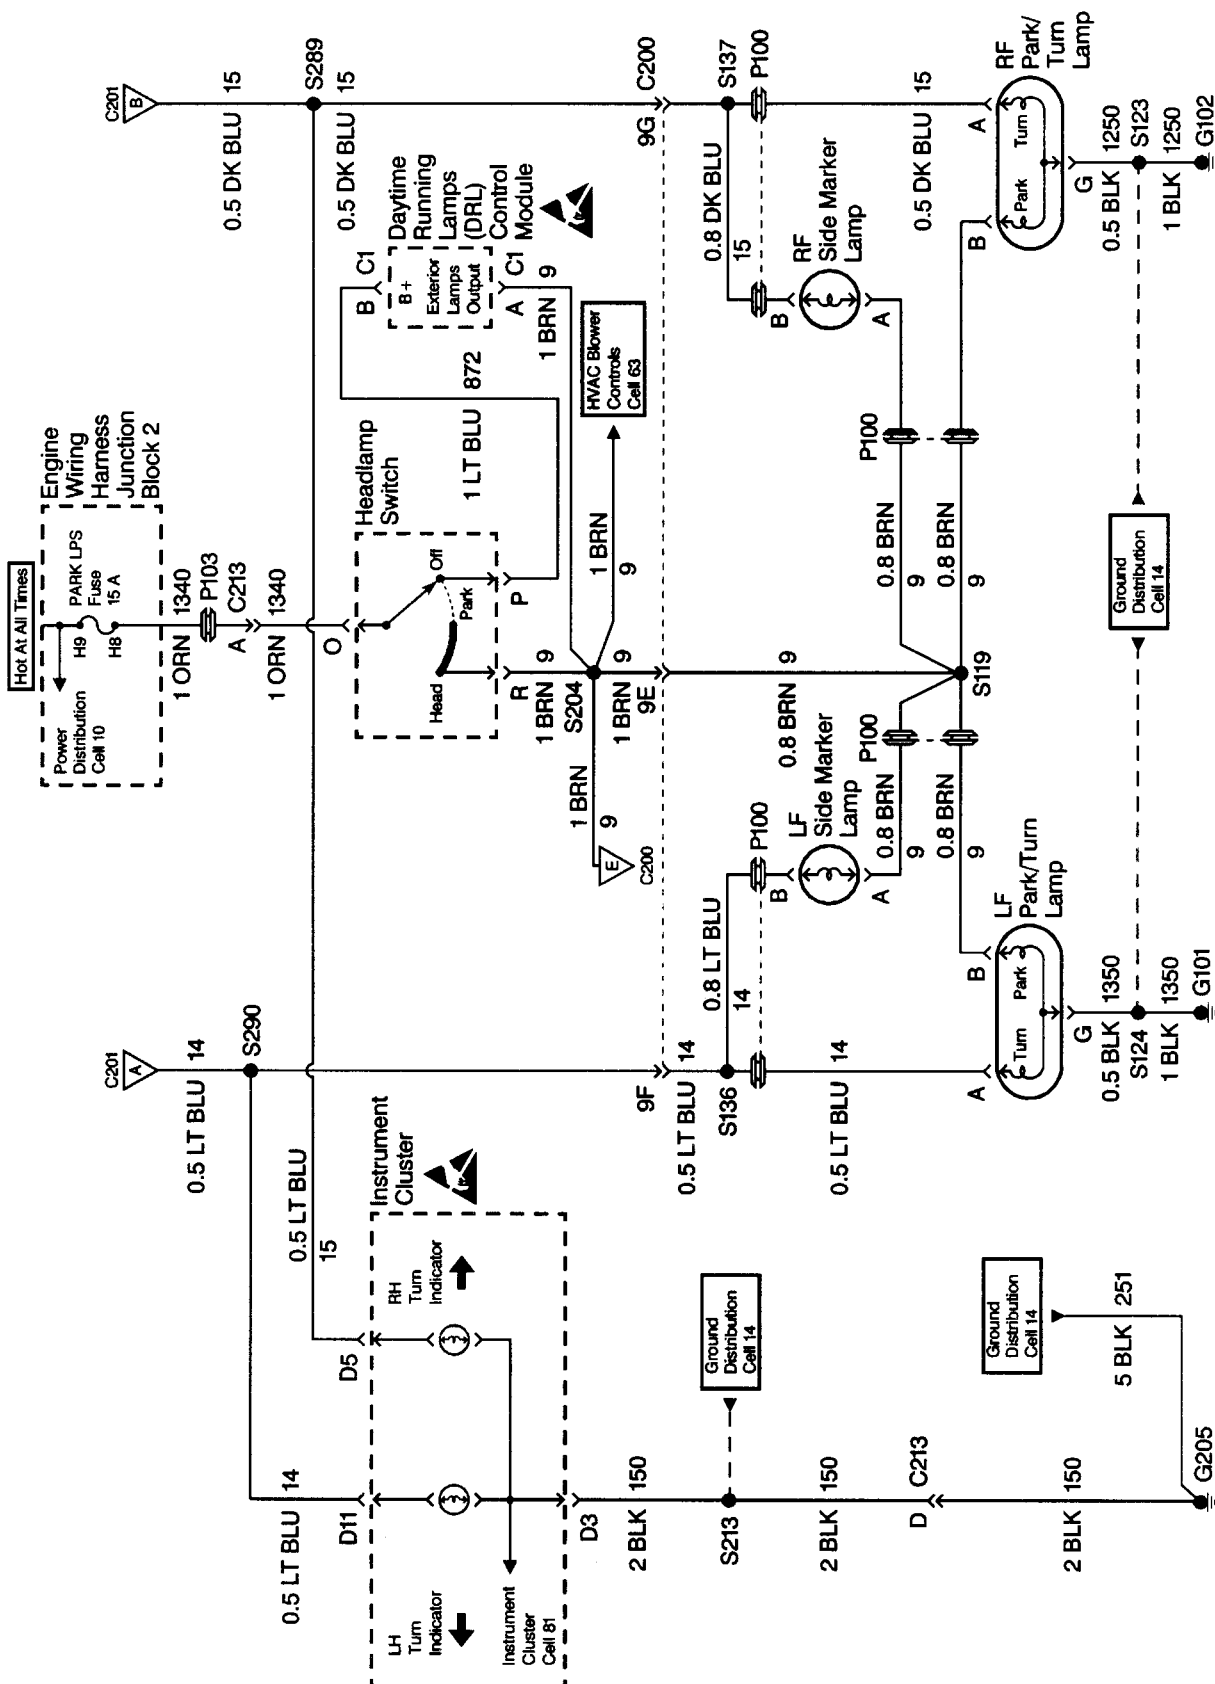 Hot At All Times
Engine
Wiring
Harness
Junction
Block 2
Power
Distribution
Cell 10
H9
H8
PARK LPS
Fuse
15 A
1 ORN 1340
P103
A C213
1 ORN 1340
O
Headlamp
Switch
Head
Park
Off
R
P
1 LT BLU 872
B C1
B +
Exterior
Lamps
Output
A C1
1 BRN 9
Daytime
Running
Lamps
(DRL)
Control
Module
1 BRN 9
S204
1 BRN 9
HVAC Blower
Controls
Cell 63
1 BRN 9
E
C200
1 BRN 9
9E
0.8 BRN 9
S119
C201
A
0.5 LT BLU 14
S290
0.5 LT BLU 14
D11
0.5 LT BLU 15
D5
Instrument
Cluster
LH
Turn
Indicator
RH
Turn
Indicator
Instrument
Cluster
Cell 81
D3
2 BLK 150
S213
Ground
Distribution
Cell 14
2 BLK 150
D C213
2 BLK 150
G205
Ground
Distribution
Cell 14
5 BLK 251
9F
0.5 LT BLU 14
S136
0.8 LT BLU
14
P100
B
LF
Side Marker
Lamp
A
0.5 LT BLU 14
0.8 BRN
9
P100
0.8 BRN
9
A
B
Turn
Park
LF
Park/Turn
Lamp
G
0.5 BLK 1350
S124
1 BLK 1350
G101
Ground
Distribution
Cell 14
C201
B
0.5 DK BLU 15
S289
0.5 DK BLU 15
9G C200
S137
P100
0.8 DK BLU
15
B
RF
Side Marker
Lamp
A
P100
0.8 BRN
9
0.8 BRN
9
0.5 DK BLU 15
B
A
Park
Turn
RF
Park/
Turn
Lamp
G
0.5 BLK 1250
S123
1 BLK 1250
G102